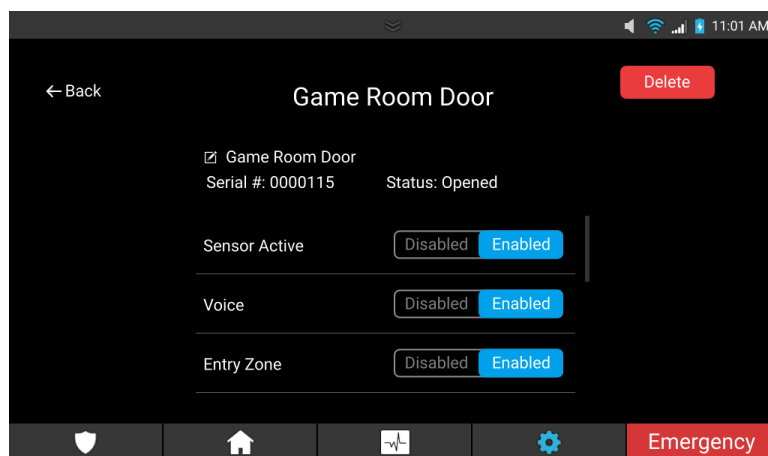 11:01 AM
Back
Game Room Door
Delete
Game Room Door
Serial #: 0000115 Status: Opened
Sensor Active Disabled Enabled
Voice Disabled Enabled
Entry Zone Disabled Enabled
Emergency